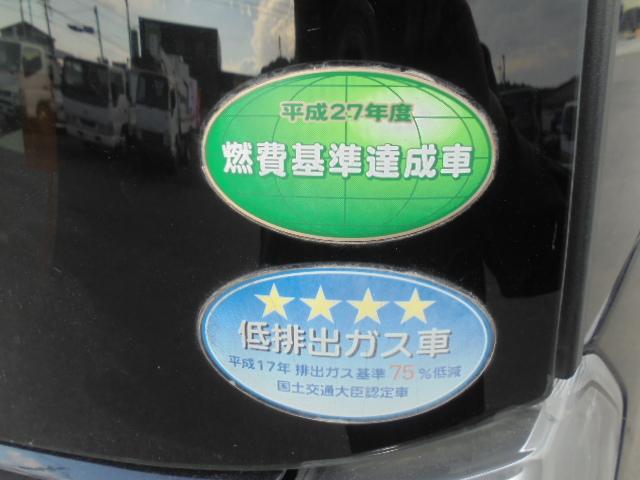 平成27年度
燃費基準達成車
低排出ガス車
平成17年 排出ガス基準 75%低減
国土交通大臣認定車